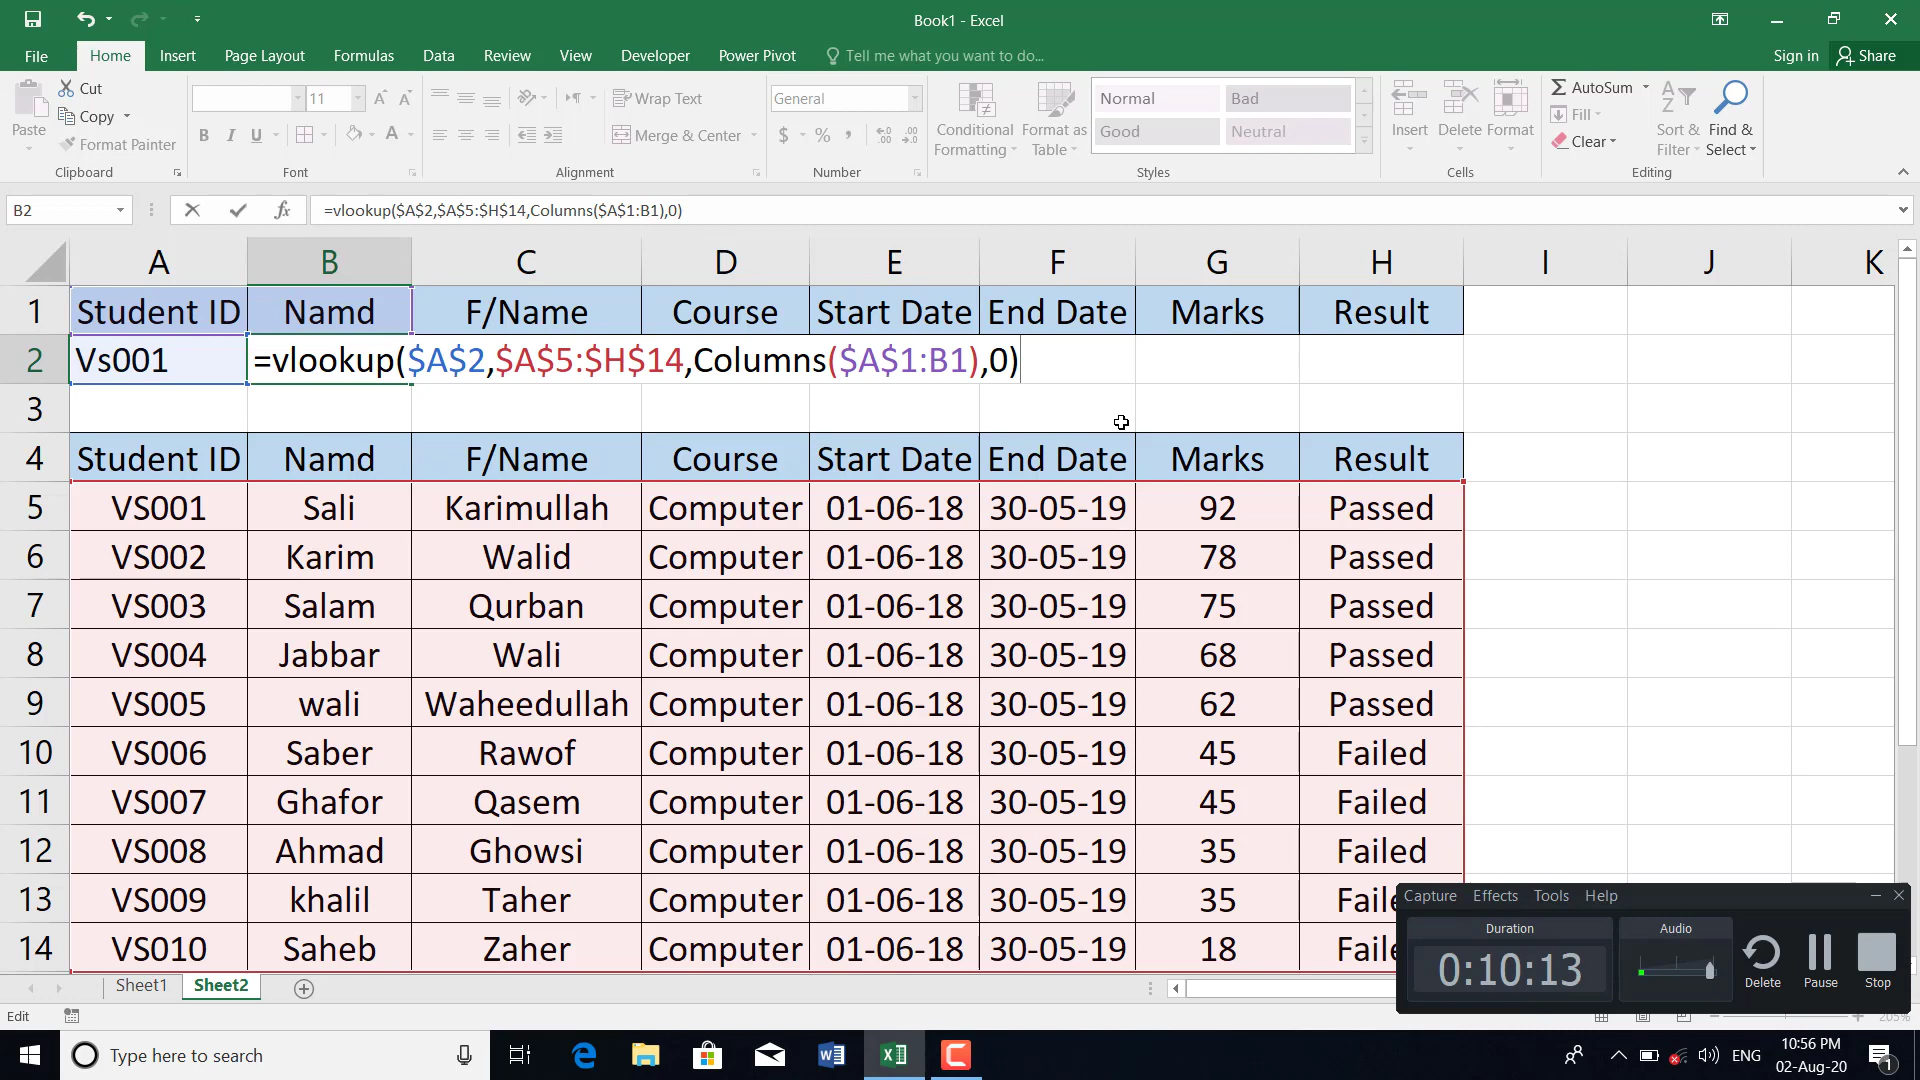 Book1 - Excel
File Home Insert Page Layout Formulas Data Review View Developer Power Pivot Tell me what you want to do... Sign in Share
Paste
Cut
Copy
Format Painter
Clipboard
11
B I U
Font
Wrap Text
Merge & Center
Alignment
General
$ % ,
Number
Conditional Formatting
Format as Table
Normal Bad
Good Neutral
Styles
Insert Delete Format
Cells
AutoSum
Fill
Clear
Sort & Filter
Find & Select
Editing
B2 fx =vlookup($A$2,$A$5:$H$14,Columns($A$1:B1),0)
A B C D E F G H I J K
1 Student ID Namd F/Name Course Start Date End Date Marks Result
2 Vs001 =vlookup($A$2,$A$5:$H$14,Columns($A$1:B1),0)
3
4 Student ID Namd F/Name Course Start Date End Date Marks Result
5 VS001 Sali Karimullah Computer 01-06-18 30-05-19 92 Passed
6 VS002 Karim Walid Computer 01-06-18 30-05-19 78 Passed
7 VS003 Salam Qurban Computer 01-06-18 30-05-19 75 Passed
8 VS004 Jabbar Wali Computer 01-06-18 30-05-19 68 Passed
9 VS005 wali Waheedullah Computer 01-06-18 30-05-19 62 Passed
10 VS006 Saber Rawof Computer 01-06-18 30-05-19 45 Failed
11 VS007 Ghafor Qasem Computer 01-06-18 30-05-19 45 Failed
12 VS008 Ahmad Ghowsi Computer 01-06-18 30-05-19 35 Failed
13 VS009 khalil Taher Computer 01-06-18 30-05-19 35 Faile
14 VS010 Saheb Zaher Computer 01-06-18 30-05-19 18 Faile
Capture Effects Tools Help
Duration
0:10:13
Audio
Delete Pause Stop
Sheet1 Sheet2
Edit
205%
Type here to search
ENG
10:56 PM
02-Aug-20
1